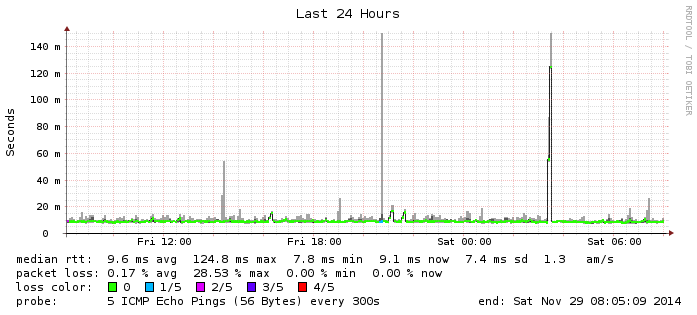 Last 24 Hours
RRDTOOL / TOBI OETIKER
Seconds
140 m
120 m
100 m
80 m
60 m
40 m
20 m
0
Fri 12:00 Fri 18:00 Sat 00:00 Sat 06:00
median rtt: 9.6 ms avg 124.8 ms max 7.8 ms min 9.1 ms now 7.4 ms sd 1.3 am/s
packet loss: 0.17 % avg 28.53 % max 0.00 % min 0.00 % now
loss color: 0 1/5 2/5 3/5 4/5
probe: 5 ICMP Echo Pings (56 Bytes) every 300s end: Sat Nov 29 08:05:09 2014